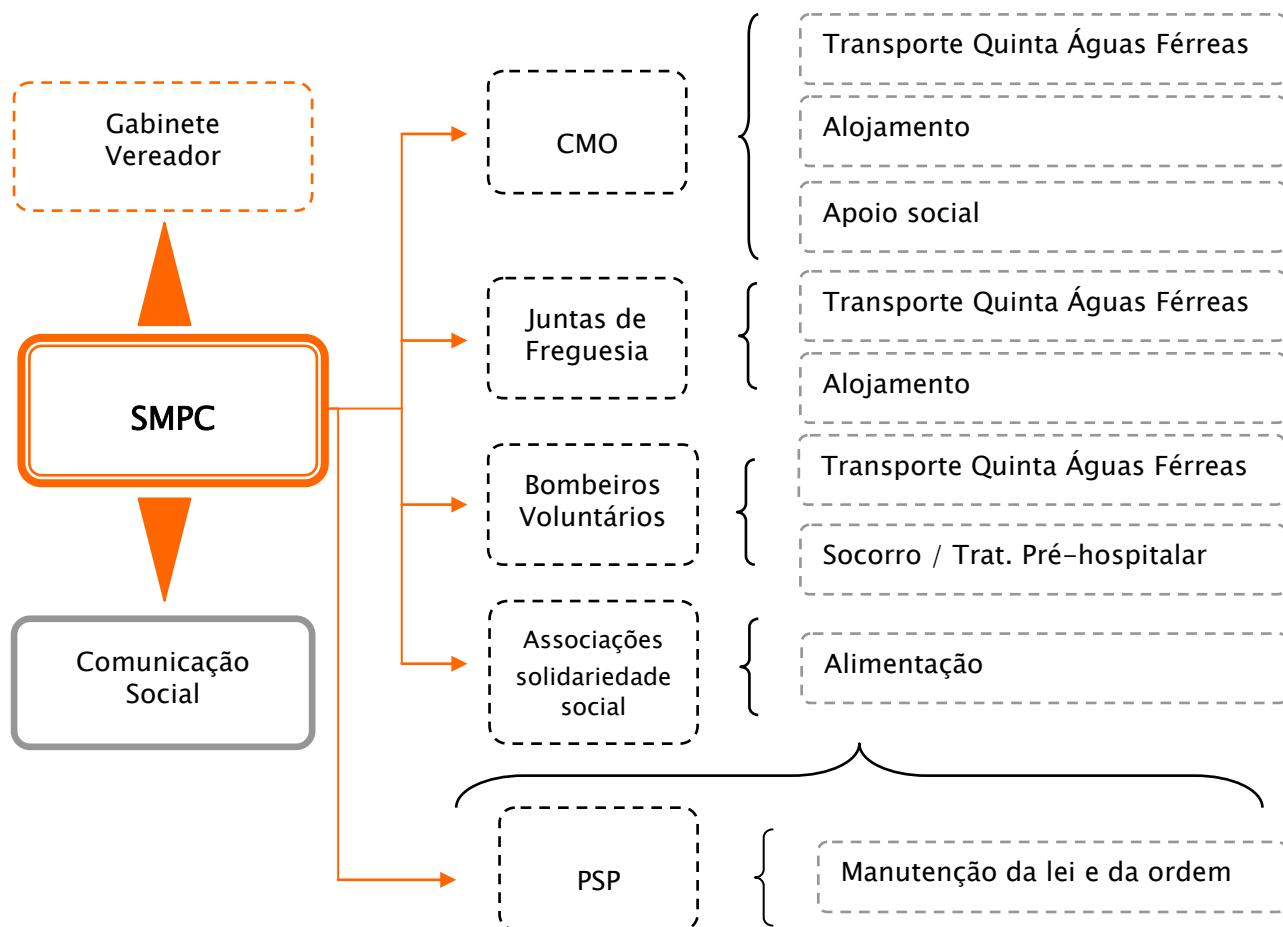 Gabinete
Vereador
SMPC
Comunicação
Social
CMO
Transporte Quinta Águas Férreas
Alojamento
Apoio social
Juntas de
Freguesia
Transporte Quinta Águas Férreas
Alojamento
Bombeiros
Voluntários
Transporte Quinta Águas Férreas
Socorro / Trat. Pré-hospitalar
Associações
solidariedade
social
Alimentação
PSP
Manutenção da lei e da ordem